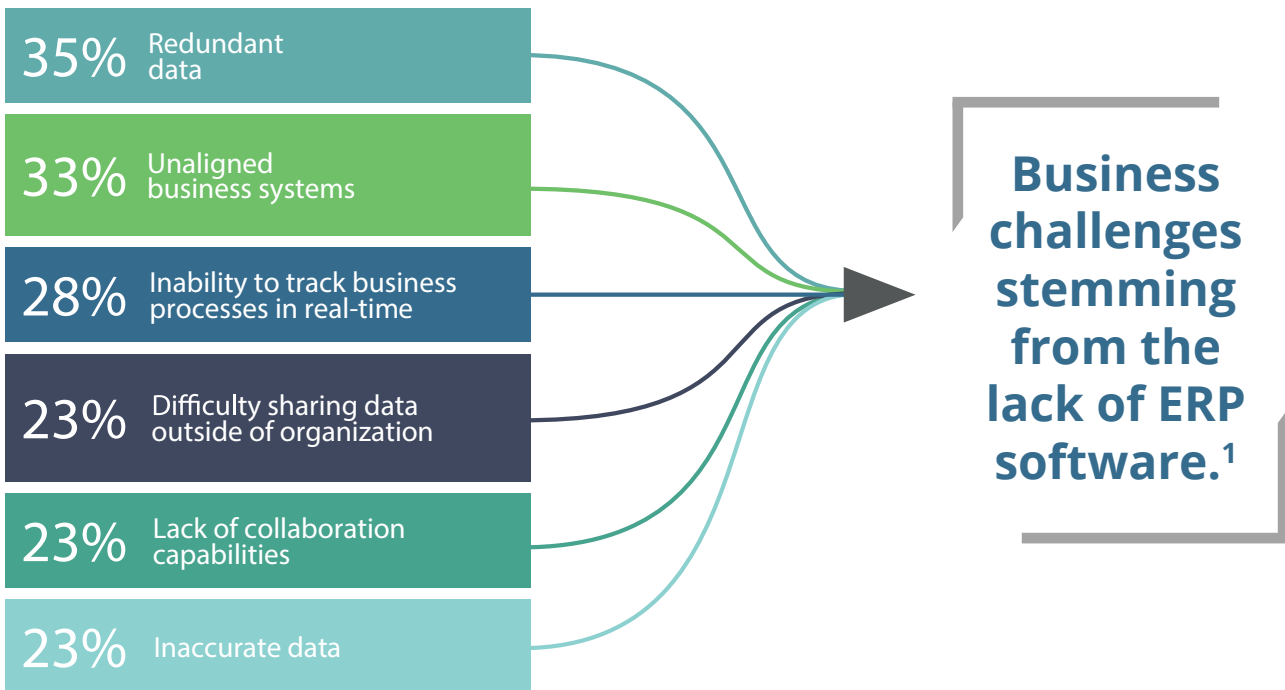 35%
Redundant
data
33%
Unaligned
business systems
28%
Inability to track business
processes in real-time
23%
Difficulty sharing data
outside of organization
23%
Lack of collaboration
capabilities
23%
Inaccurate data
Business
challenges
stemming
from the
lack of ERP
software.¹